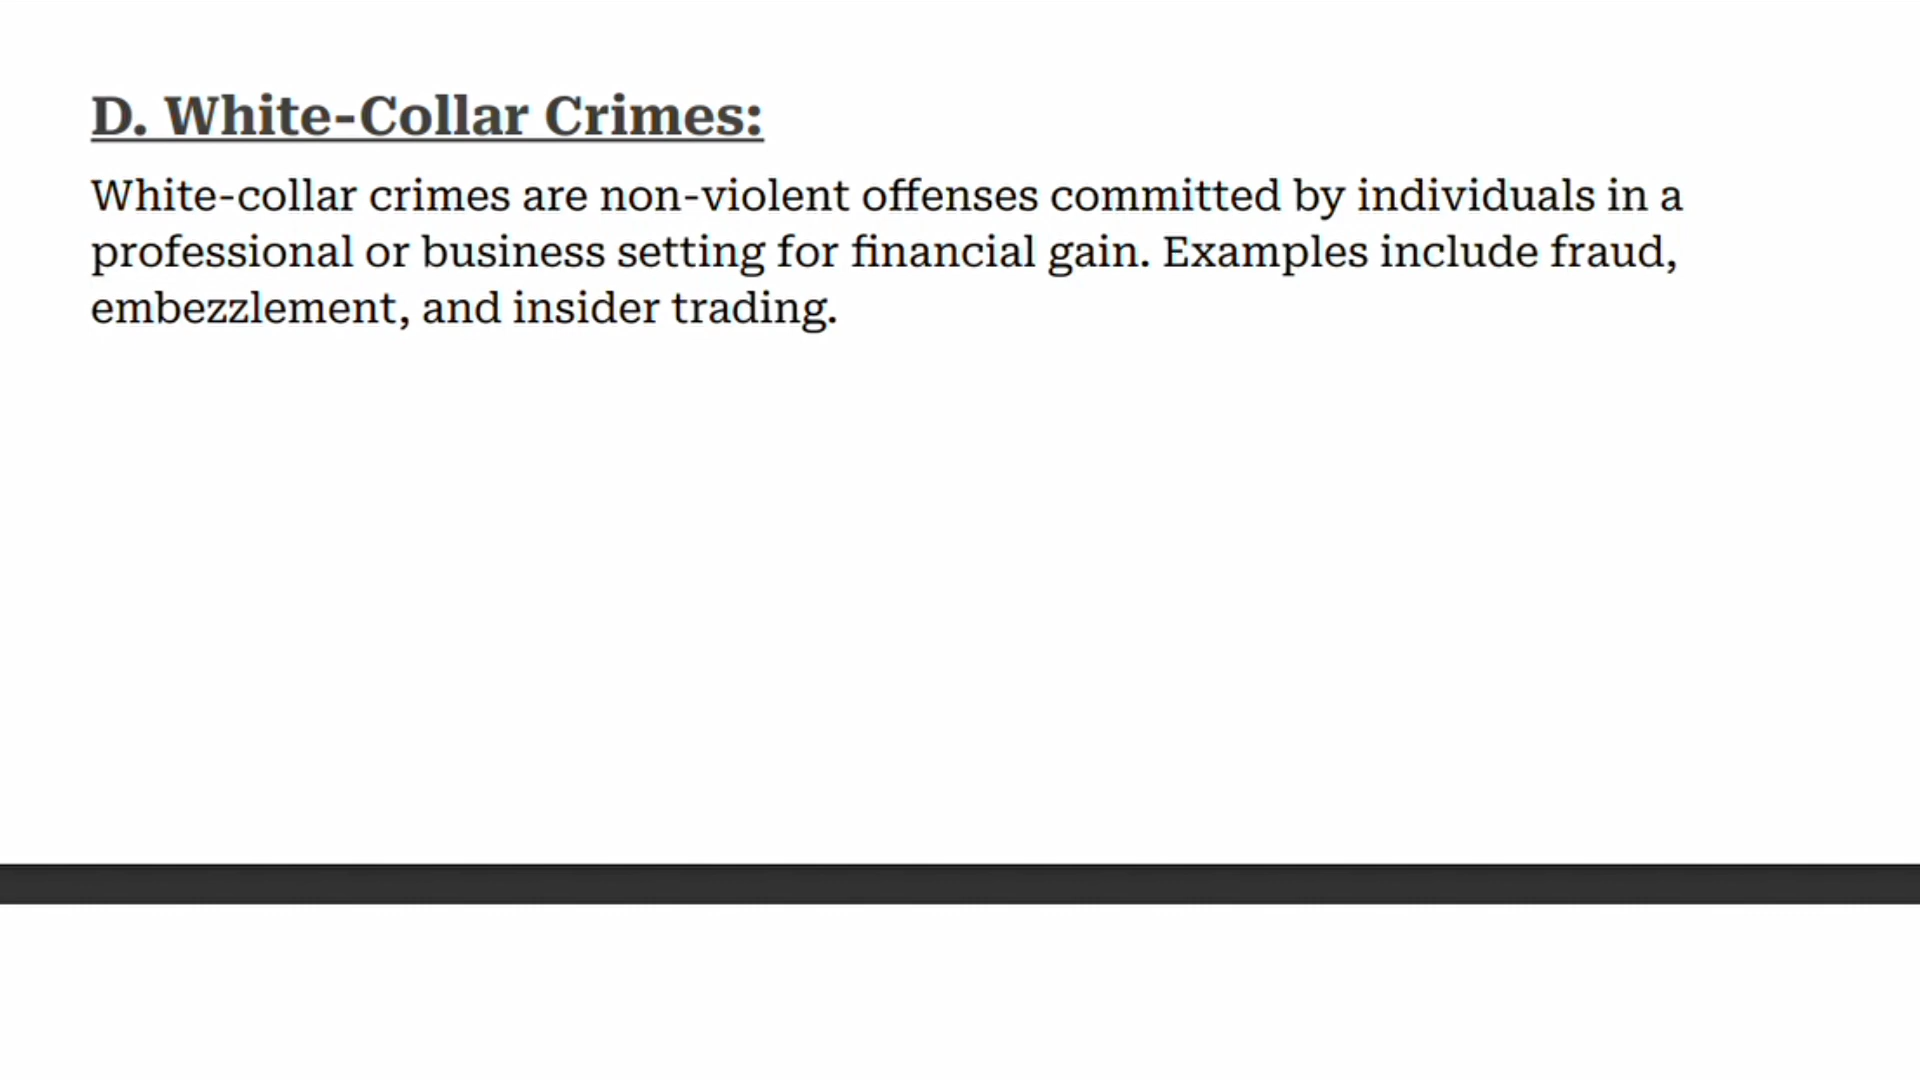 D. White-Collar Crimes:
White-collar crimes are non-violent offenses committed by individuals in a
professional or business setting for financial gain. Examples include fraud,
embezzlement, and insider trading.